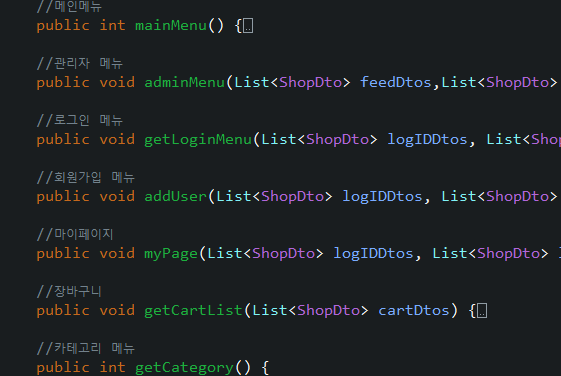 //메인메뉴
public int mainMenu() {
//관리자 메뉴
public void adminMenu(List<ShopDto> feedDtos,List<ShopDto>
//로그인 메뉴
public void getLoginMenu(List<ShopDto> logIDDtos, List<Sho
//회원가입 메뉴
public void addUser(List<ShopDto> logIDDtos, List<ShopDto>
//마이페이지
public void myPage(List<ShopDto> logIDDtos, List<ShopDto>
//장바구니
public void getCartList(List<ShopDto> cartDtos) {
//카테고리 메뉴
public int getCategory() {